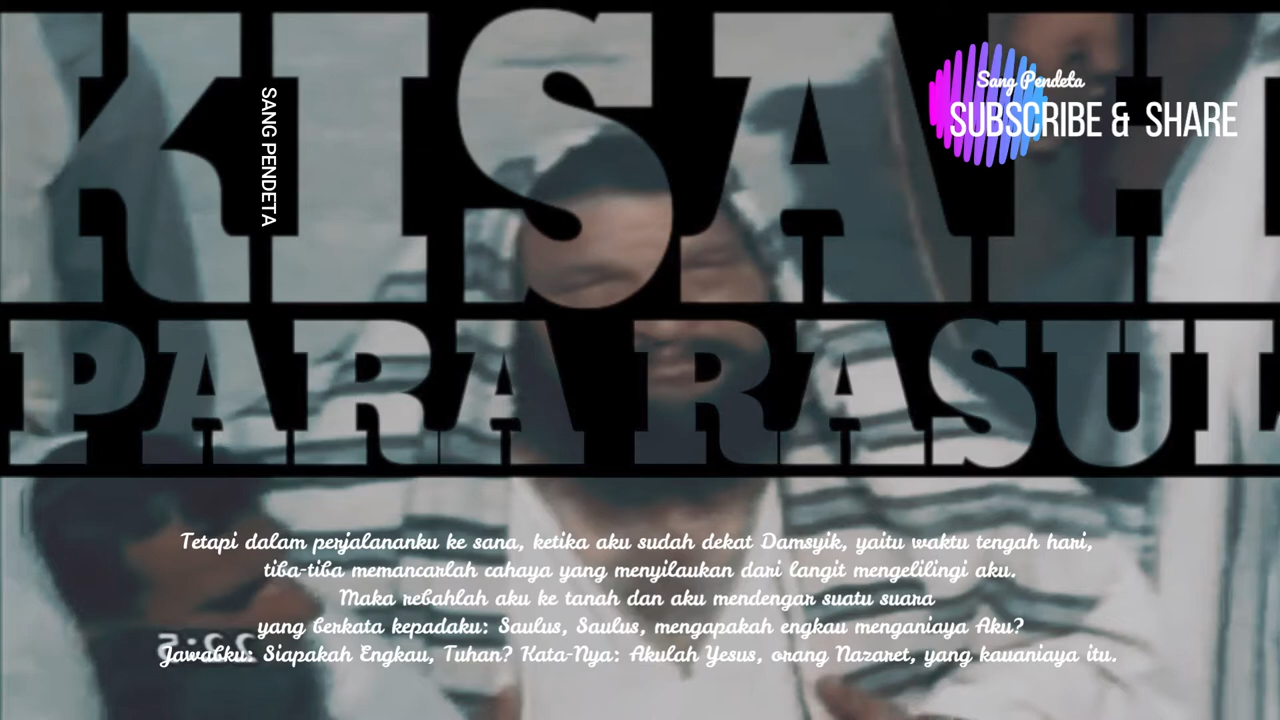 KISAH
PARA RASUL
SANG PENDETA
Sang Pendeta
SUBSCRIBE & SHARE
Tetapi dalam perjalananku ke sana, ketika aku sudah dekat Damsyik, yaitu waktu tengah hari,
tiba-tiba memancarlah cahaya yang menyilaukan dari langit mengelilingi aku.
Maka rebahlah aku ke tanah dan aku mendengar suatu suara
yang berkata kepadaku: Saulus, Saulus, mengapakah engkau menganiaya Aku?
Jawabku: Siapakah Engkau, Tuhan? Kata-Nya: Akulah Yesus, orang Nazaret, yang kauaniaya itu.